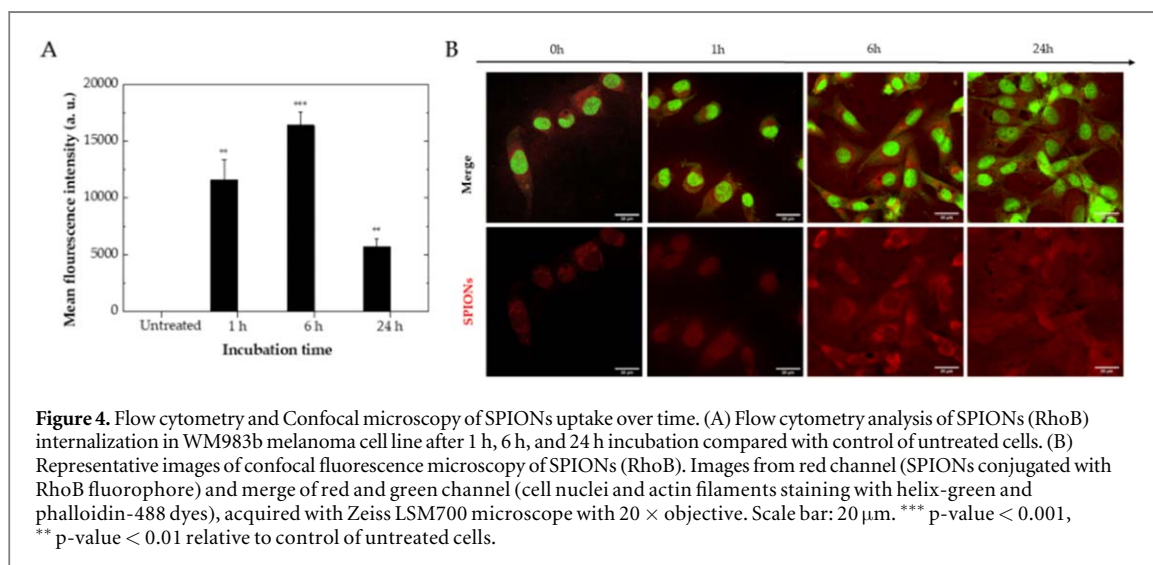 A
B
0h
1h
6h
24h
20000
15000
10000
5000
0
**
***
**
Mean flourescence intensity (a. u.)
Untreated
1 h
6 h
24 h
Incubation time
Merge
SPIONs
Figure 4. Flow cytometry and Confocal microscopy of SPIONs uptake over time. (A) Flow cytometry analysis of SPIONs (RhoB)
internalization in WM983b melanoma cell line after 1 h, 6 h, and 24 h incubation compared with control of untreated cells. (B)
Representative images of confocal fluorescence microscopy of SPIONs (RhoB). Images from red channel (SPIONs conjugated with
RhoB fluorophore) and merge of red and green channel (cell nuclei and actin filaments staining with helix-green and
phalloidin-488 dyes), acquired with Zeiss LSM700 microscope with 20 × objective. Scale bar: 20 μm. *** p-value < 0.001,
** p-value < 0.01 relative to control of untreated cells.